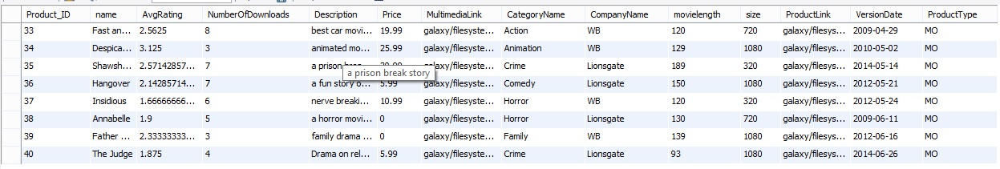 Product_ID name AvgRating NumberOfDownloads Description Price MultimediaLink CategoryName CompanyName movielength size ProductLink VersionDate ProductType
33 Fast an... 2.5625 8 best car movi... 19.99 galaxy/filesyste... Action WB 120 720 galaxy/filesys... 2009-04-29 MO
34 Despica... 3.125 3 animated mo... 25.99 galaxy/filesyste... Animation WB 129 1080 galaxy/filesys... 2010-05-02 MO
35 Shawsh... 2.57142857... 7 a prison galaxy/filesyste... Crime Lionsgate 189 320 galaxy/filesys... 2014-05-14 MO
a prison break story
36 Hangover 2.14285714... 7 a fun story o... 5.99 galaxy/filesyste... Comedy Lionsgate 150 1080 galaxy/filesys... 2012-05-21 MO
37 Insidious 1.66666666... 6 nerve breaki... 10.99 galaxy/filesyste... Horror WB 120 320 galaxy/filesys... 2012-05-24 MO
38 Annabelle 1.9 5 a horror movi... 0 galaxy/filesyste... Horror Lionsgate 130 720 galaxy/filesys... 2009-06-11 MO
39 Father ... 2.33333333... 3 family drama ... 0 galaxy/filesyste... Family WB 139 1080 galaxy/filesys... 2012-06-16 MO
40 The Judge 1.875 4 Drama on rel... 5.99 galaxy/filesyste... Crime Lionsgate 93 1080 galaxy/filesys... 2014-06-26 MO